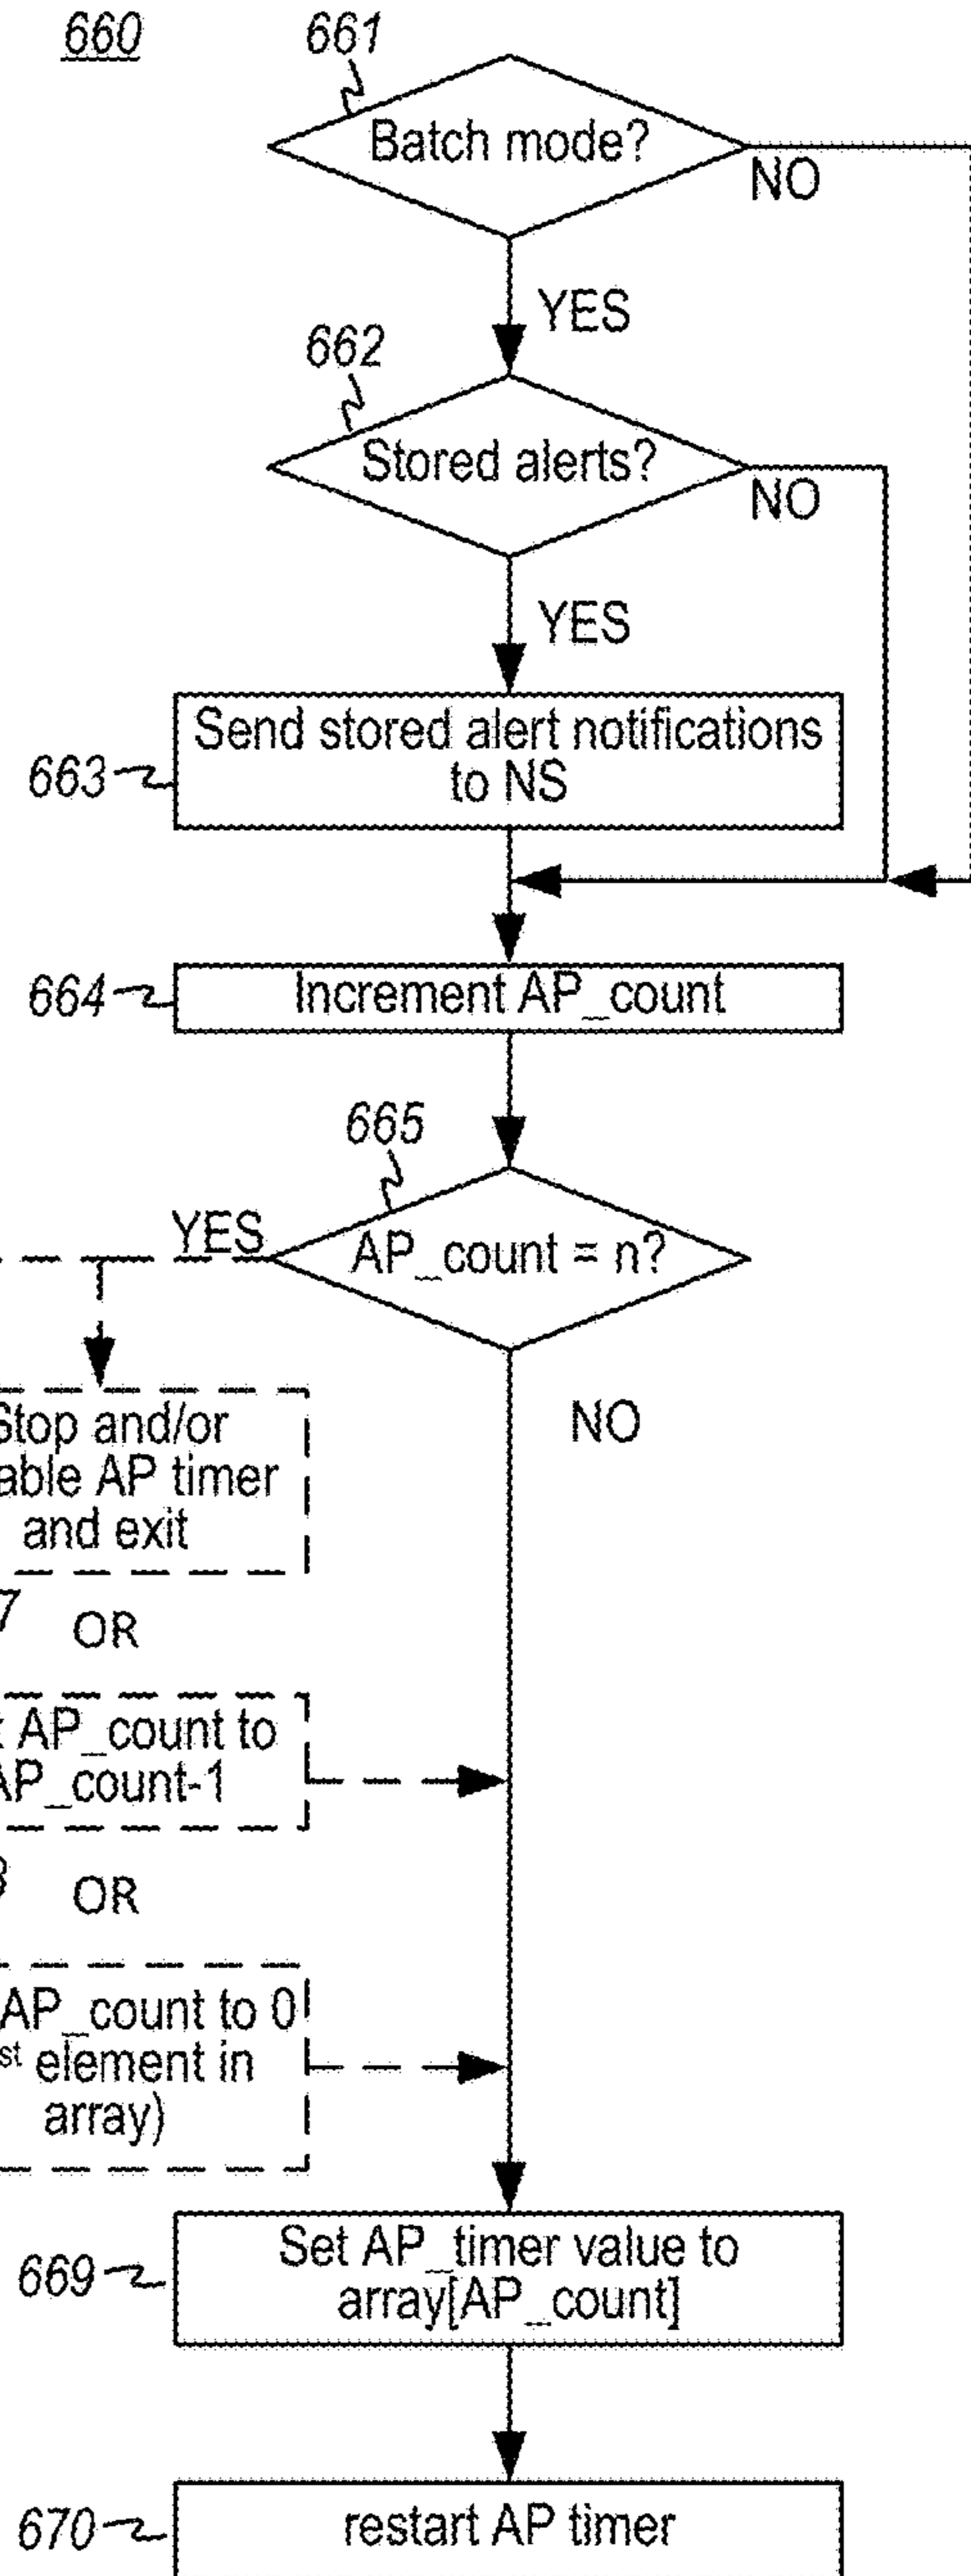 660
661
Batch mode?
NO
YES
662
Stored alerts?
NO
YES
663
Send stored alert notifications
to NS
664
Increment AP_count
665
YES
AP_count = n?
NO
Stop and/or
AP timer
and exit
OR
AP_count to
AP_count-1
OR
AP_count to 0
element in
array)
669
Set AP_timer value to
array[AP_count]
670
restart AP timer